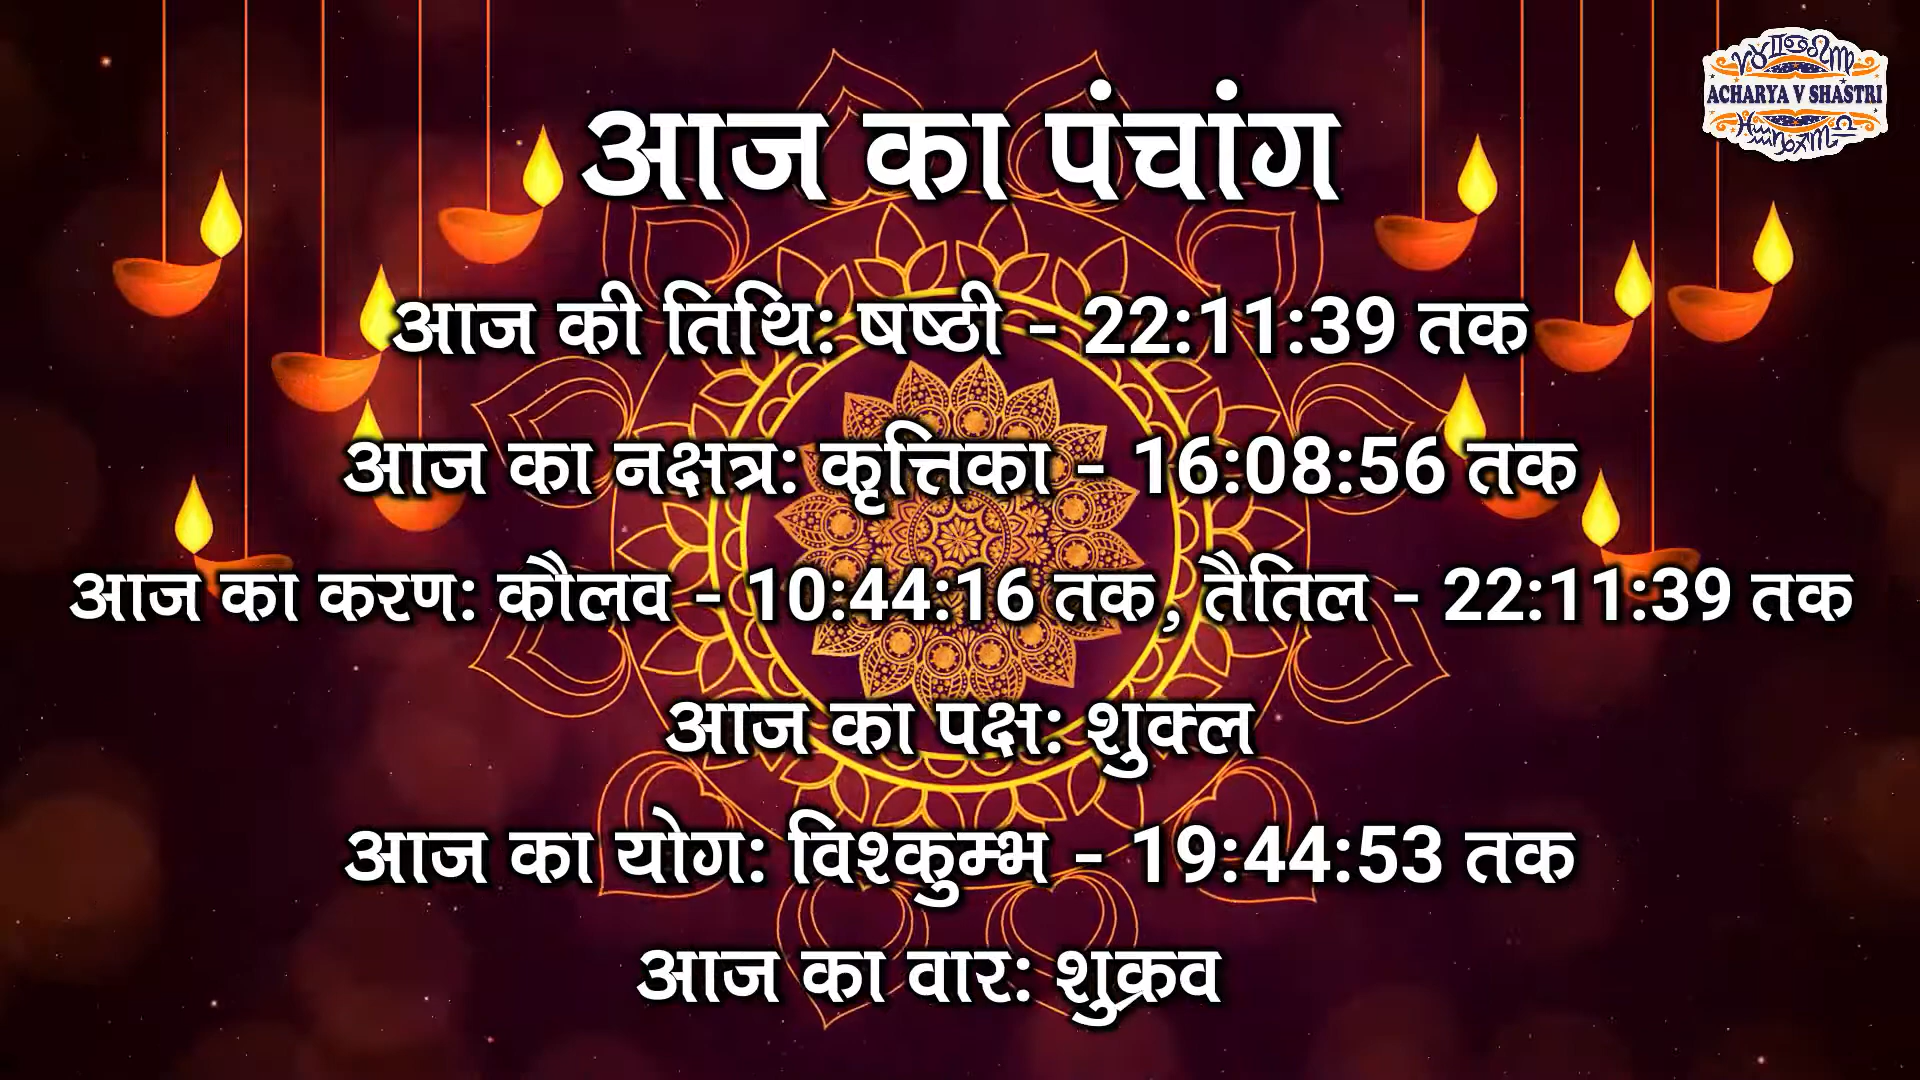 ACHARYA V SHASTRI
आज का पंचांग
आज की तिथि: षष्ठी - 22:11:39 तक
आज का नक्षत्र: कृत्तिका - 16:08:56 तक
आज का करण: कौलव - 10:44:16 तक, तैतिल - 22:11:39 तक
आज का पक्ष: शुक्ल
आज का योग: विश्कुम्भ - 19:44:53 तक
आज का वार: शुक्रव